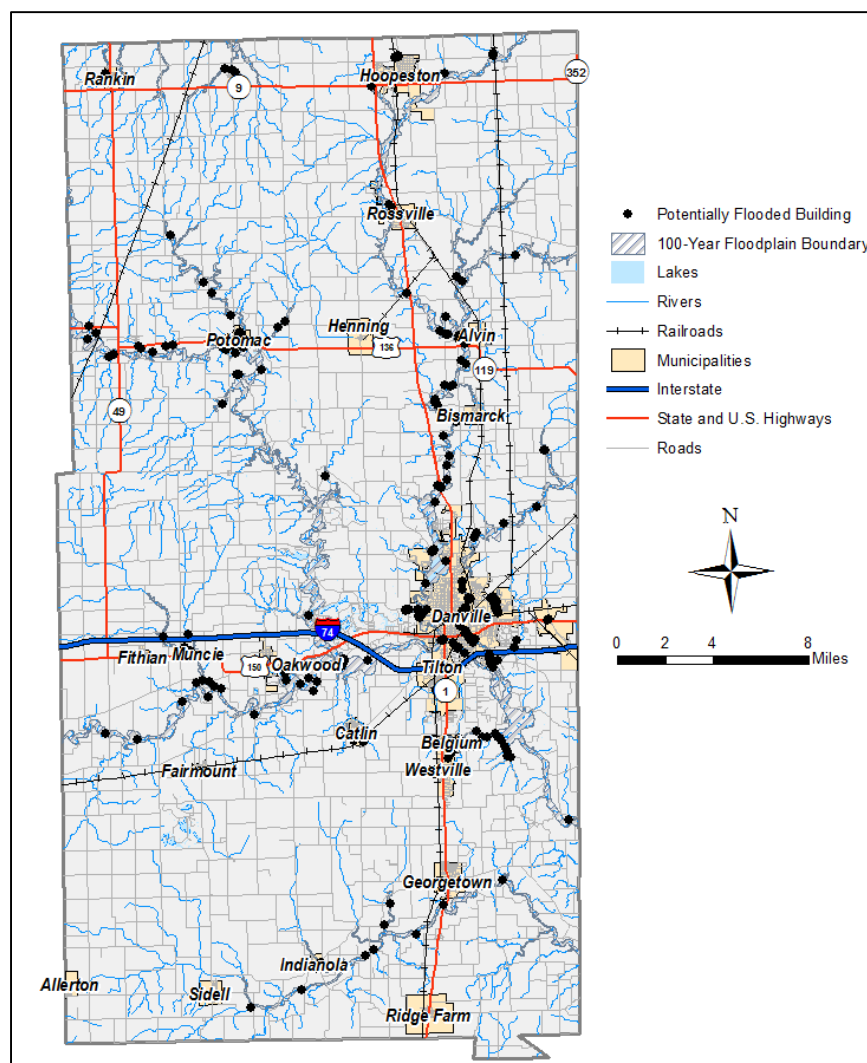 Rankin
9
Hoopeston
352
Rossville
Henning
136
Alvin
119
Potomac
49
Bismarck
Danville
74
Fithian
Muncie
150
Oakwood
Tilton
1
Catlin
Belgium
Fairmount
Westville
Georgetown
Indianola
Allerton
Sidell
Ridge Farm
Potentially Flooded Building
100-Year Floodplain Boundary
Lakes
Rivers
Railroads
Municipalities
Interstate
State and U.S. Highways
Roads
N
0 4 8
Miles